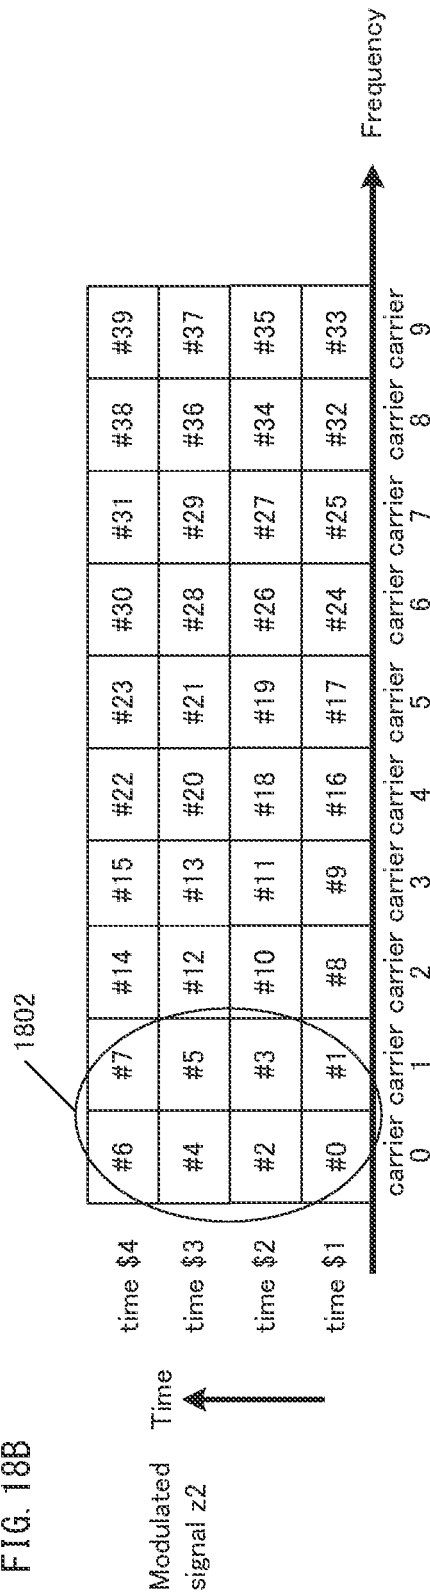 FIG. 18B
Modulated
signal z2
Time
1802
time $4 #6 #7 #14 #15 #22 #23 #30 #31 #38 #39
time $3 #4 #5 #12 #13 #20 #21 #28 #29 #36 #37
time $2 #2 #3 #10 #11 #18 #19 #26 #27 #34 #35
time $1 #0 #1 #8 #9 #16 #17 #24 #25 #32 #33
carrier carrier carrier carrier carrier carrier carrier carrier carrier carrier
0 1 2 3 4 5 6 7 8 9
Frequency